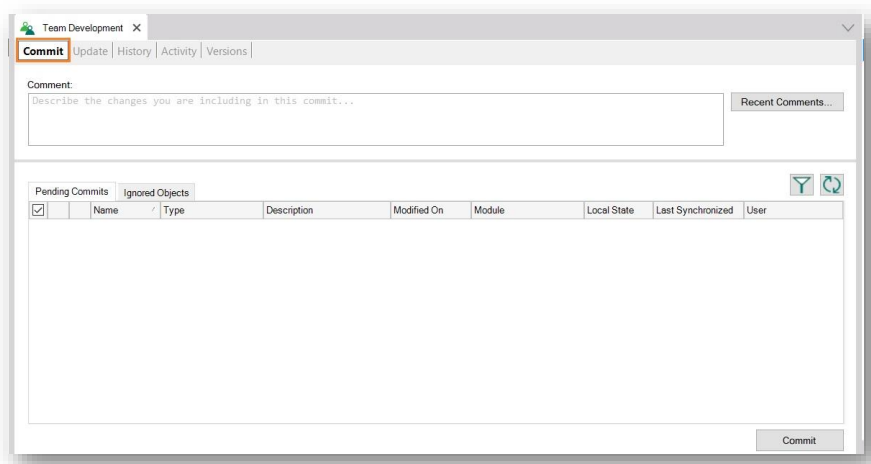 Team Development
Commit Update History Activity Versions
Comment:
Describe the changes you are including in this commit...
Recent Comments...
Pending Commits Ignored Objects
Name Type Description Modified On Module Local State Last Synchronized User
Commit